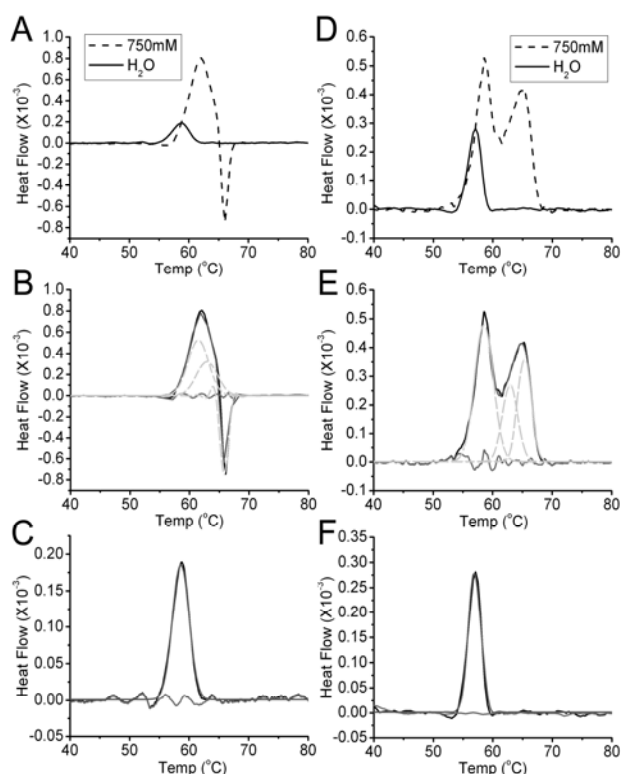 A
750mM
H₂O
Heat Flow (X10⁻³)
1.0
0.8
0.6
0.4
0.2
0.0
-0.2
-0.4
-0.6
-0.8
40 50 60 70 80
Temp (°C)
D
750mM
H₂O
Heat Flow (X10⁻³)
0.6
0.5
0.4
0.3
0.2
0.1
0.0
-0.1
40 50 60 70 80
Temp (°C)
B
Heat Flow (X10⁻³)
1.0
0.8
0.6
0.4
0.2
0.0
-0.2
-0.4
-0.6
-0.8
40 50 60 70 80
Temp (°C)
E
Heat Flow (X10⁻³)
0.6
0.5
0.4
0.3
0.2
0.1
0.0
-0.1
40 50 60 70 80
Temp (°C)
C
Heat Flow (X10⁻³)
0.20
0.15
0.10
0.05
0.00
-0.05
40 50 60 70 80
Temp (°C)
F
Heat Flow (X10⁻³)
0.35
0.30
0.25
0.20
0.15
0.10
0.05
0.00
-0.05
40 50 60 70 80
Temp (°C)